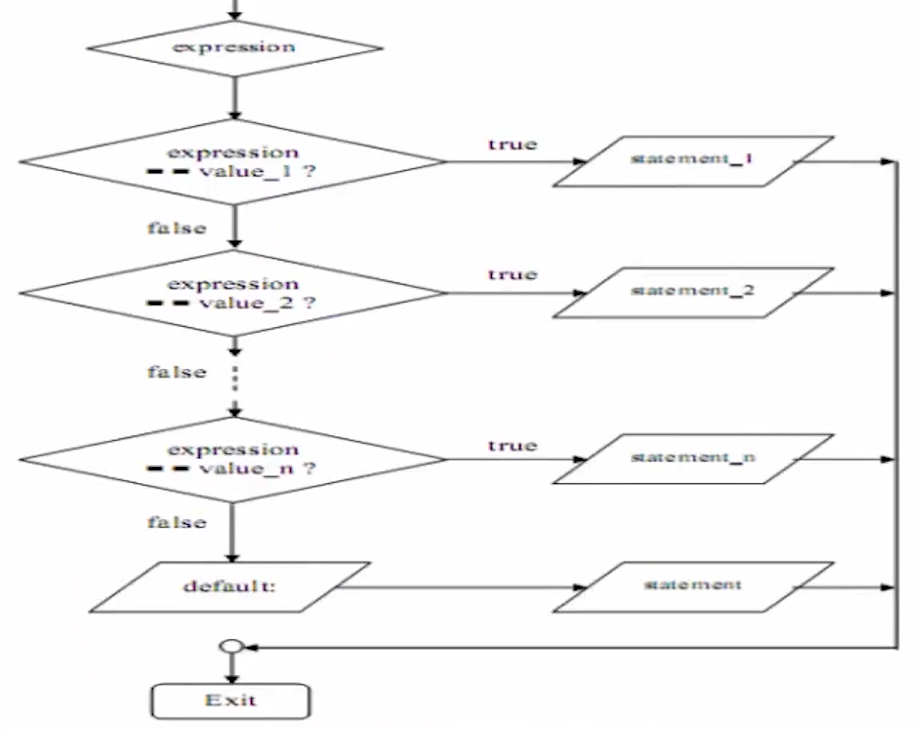 expression
expression
== value_1 ?
true
statement_1
false
expression
== value_2 ?
true
statement_2
false
expression
== value_n ?
true
statement_n
false
default:
statement
Exit